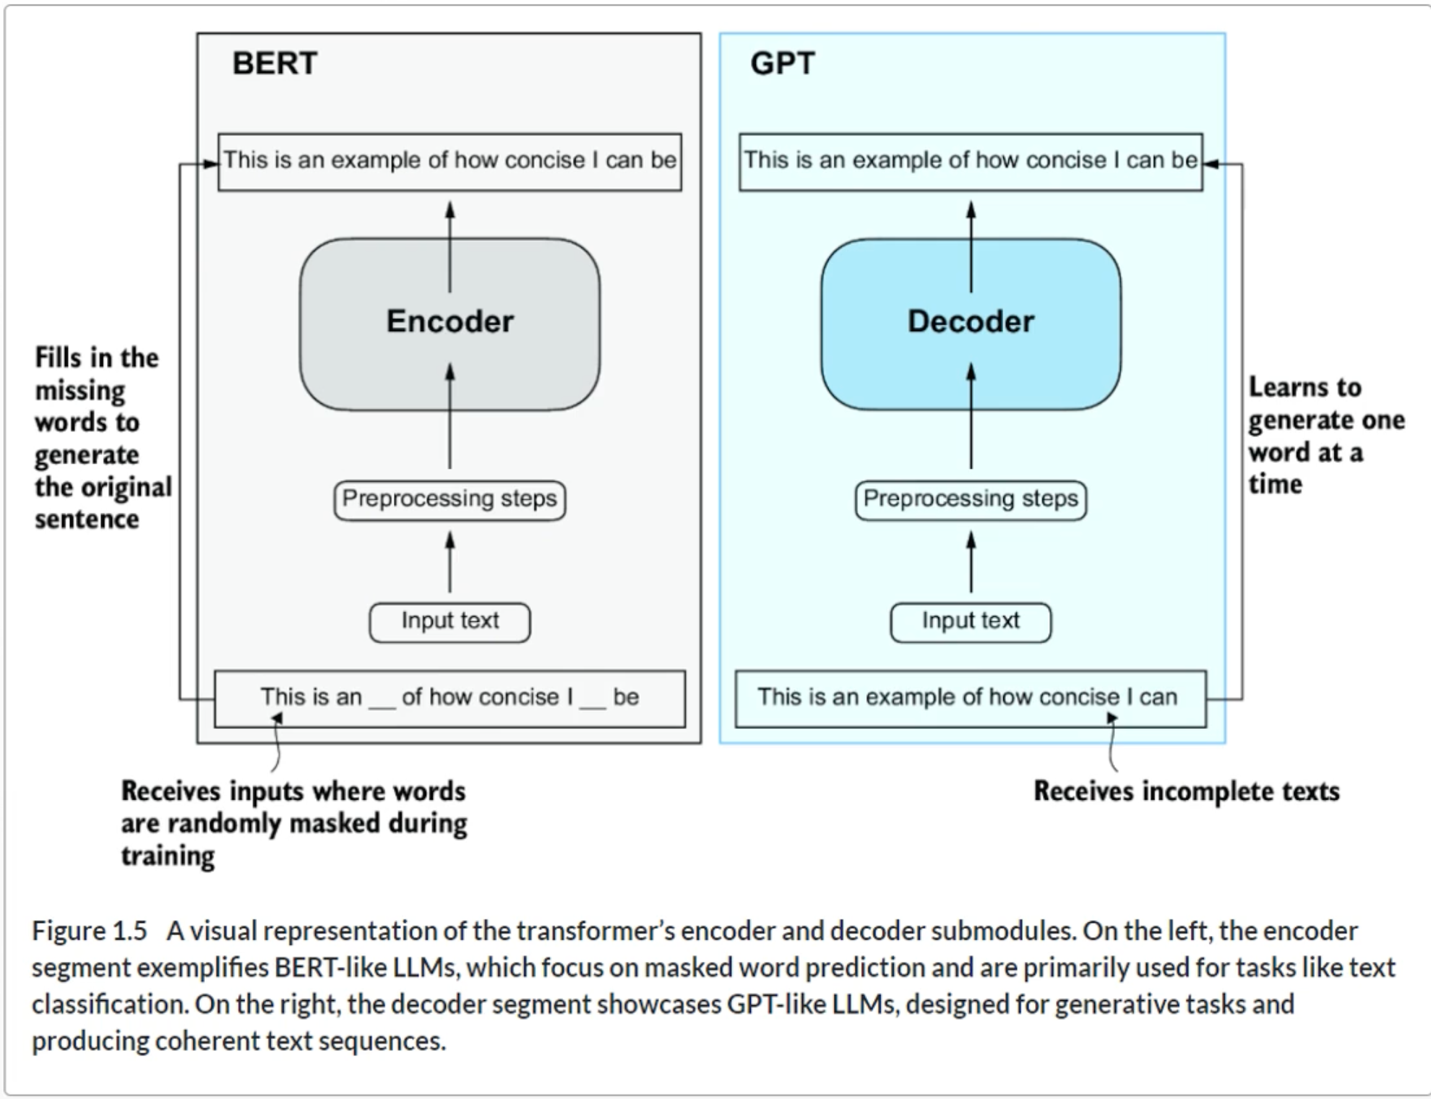 BERT
This is an example of how concise I can be
Encoder
Preprocessing steps
Input text
This is an __ of how concise I __ be
Fills in the
missing
words to
generate
the original
sentence
Receives inputs where words
are randomly masked during
training
GPT
This is an example of how concise I can be
Decoder
Preprocessing steps
Input text
This is an example of how concise I can
Learns to
generate one
word at a
time
Receives incomplete texts
Figure 1.5 A visual representation of the transformer’s encoder and decoder submodules. On the left, the encoder
segment exemplifies BERT-like LLMs, which focus on masked word prediction and are primarily used for tasks like text
classification. On the right, the decoder segment showcases GPT-like LLMs, designed for generative tasks and
producing coherent text sequences.